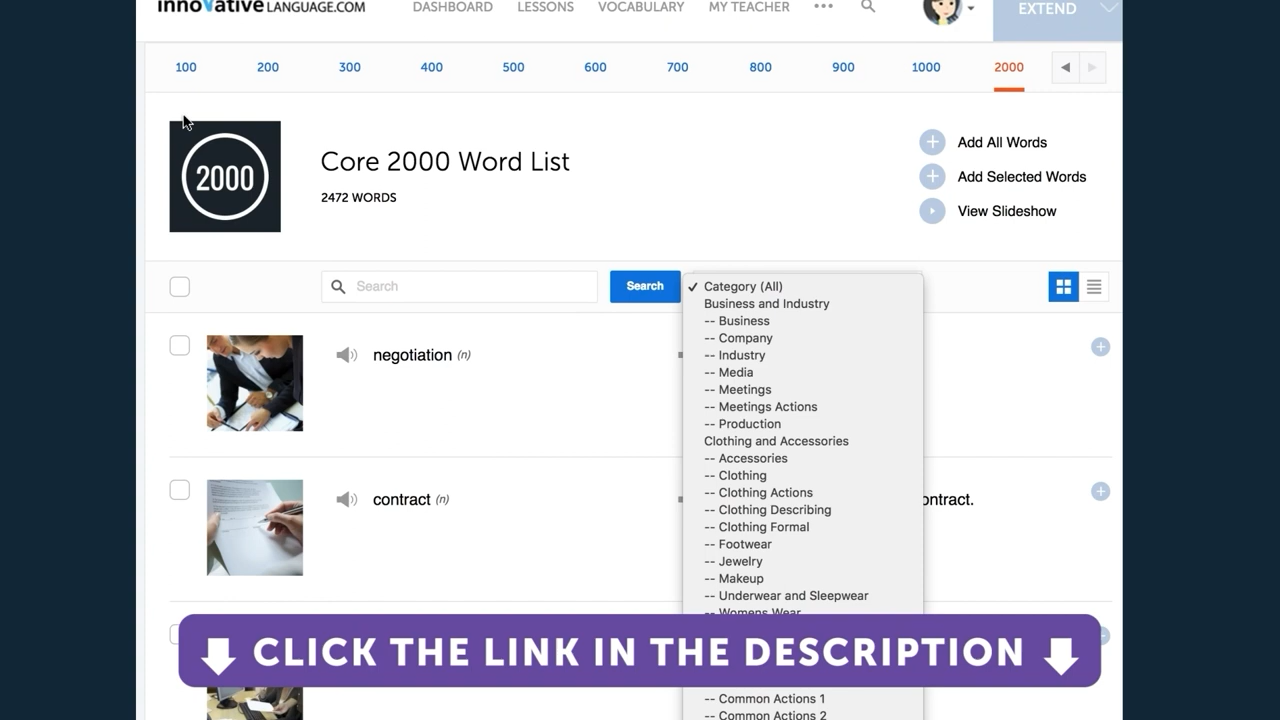 innovative LANGUAGE.COM
DASHBOARD LESSONS VOCABULARY MY TEACHER EXTEND
100 200 300 400 500 600 700 800 900 1000 2000
2000
Core 2000 Word List
2472 WORDS
Add All Words
Add Selected Words
View Slideshow
Search
Search
Category (All)
Business and Industry
-- Business
-- Company
-- Industry
-- Media
-- Meetings
-- Meetings Actions
-- Production
Clothing and Accessories
-- Accessories
-- Clothing
-- Clothing Actions
-- Clothing Describing
-- Clothing Formal
-- Footwear
-- Jewelry
-- Makeup
-- Underwear and Sleepwear
-- Womens Wear
-- Common Actions 1
-- Common Actions 2
negotiation (n)
contract (n)
ontract.
CLICK THE LINK IN THE DESCRIPTION